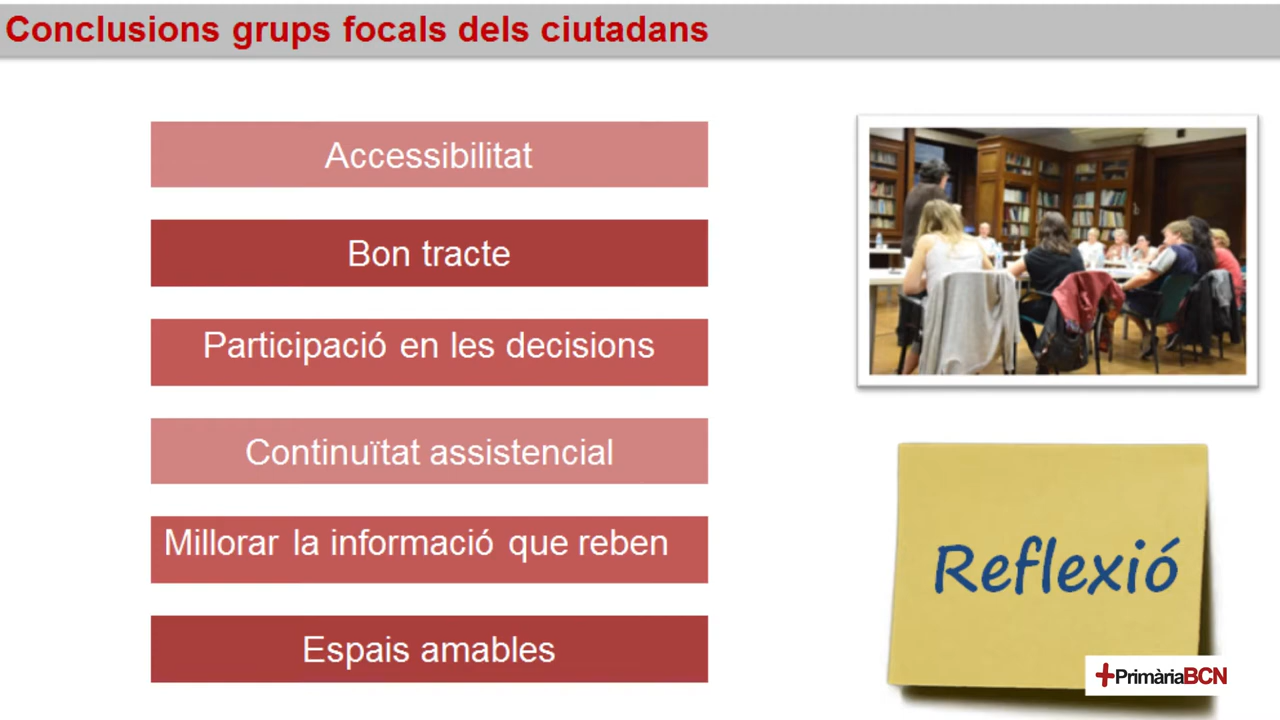 Conclusions grups focals dels ciutadans
Accessibilitat
Bon tracte
Participació en les decisions
Continuïtat assistencial
Millorar la informació que reben
Espais amables
Reflexió
+PrimàriaBCN